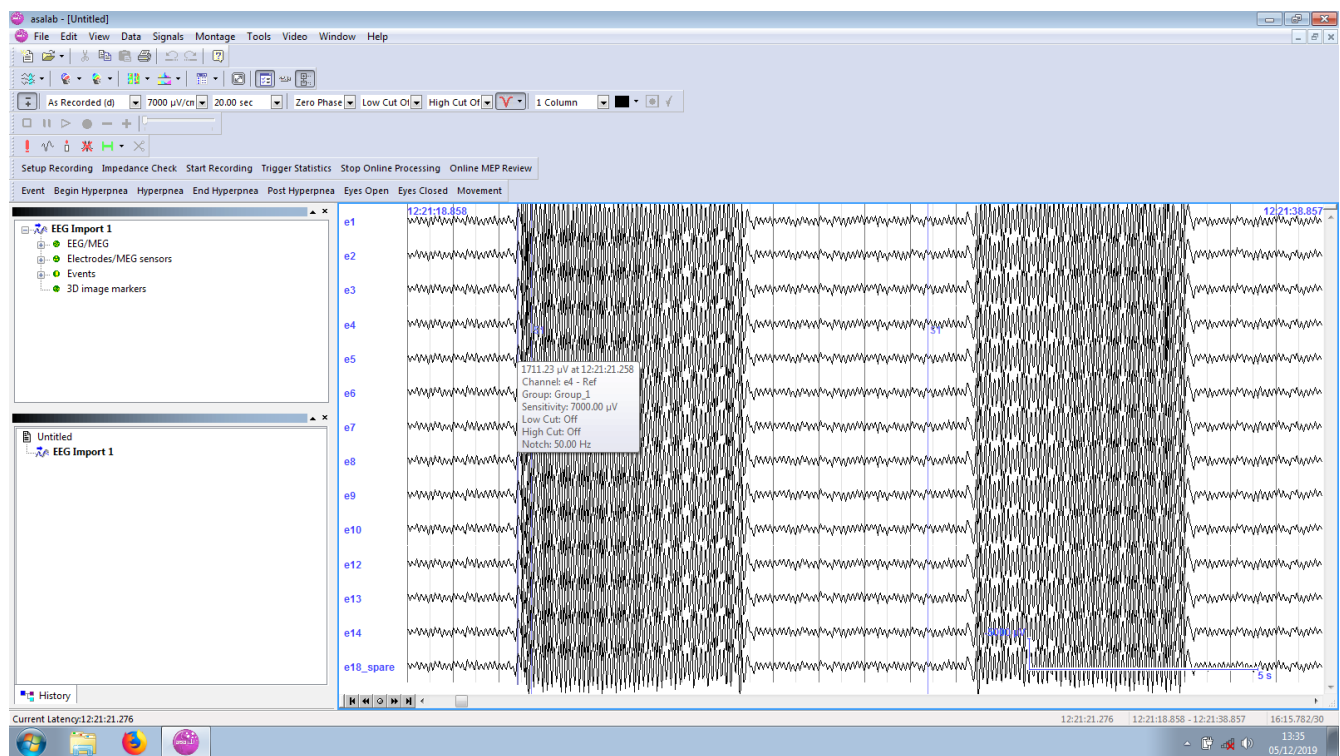 asalab - [Untitled]
File Edit View Data Signals Montage Tools Video Window Help
As Recorded (d) 7000 µV/cm 20.00 sec Zero Phase Low Cut Of High Cut Of 1 Column
Setup Recording Impedance Check Start Recording Trigger Statistics Stop Online Processing Online MEP Review
Event Begin Hyperpnea Hyperpnea End Hyperpnea Post Hyperpnea Eyes Open Eyes Closed Movement
EEG Import 1
EEG/MEG
Electrodes/MEG sensors
Events
3D image markers
Untitled
EEG Import 1
History
12:21:18.858 12:21:38.857
e1
e2
e3
e4
51
e5
e6
e7
e8
e9
e10
e12
e13
e14
e18_spare
5 s
1711.23 µV at 12:21:21.258
Channel: e4 - Ref
Group: Group_1
Sensitivity: 7000.00 µV
Low Cut: Off
High Cut: Off
Notch: 50.00 Hz
Current Latency:12:21:21.276 12:21:21.276 12:21:18.858 - 12:21:38.857 16:15.782/30
13:35
05/12/2019